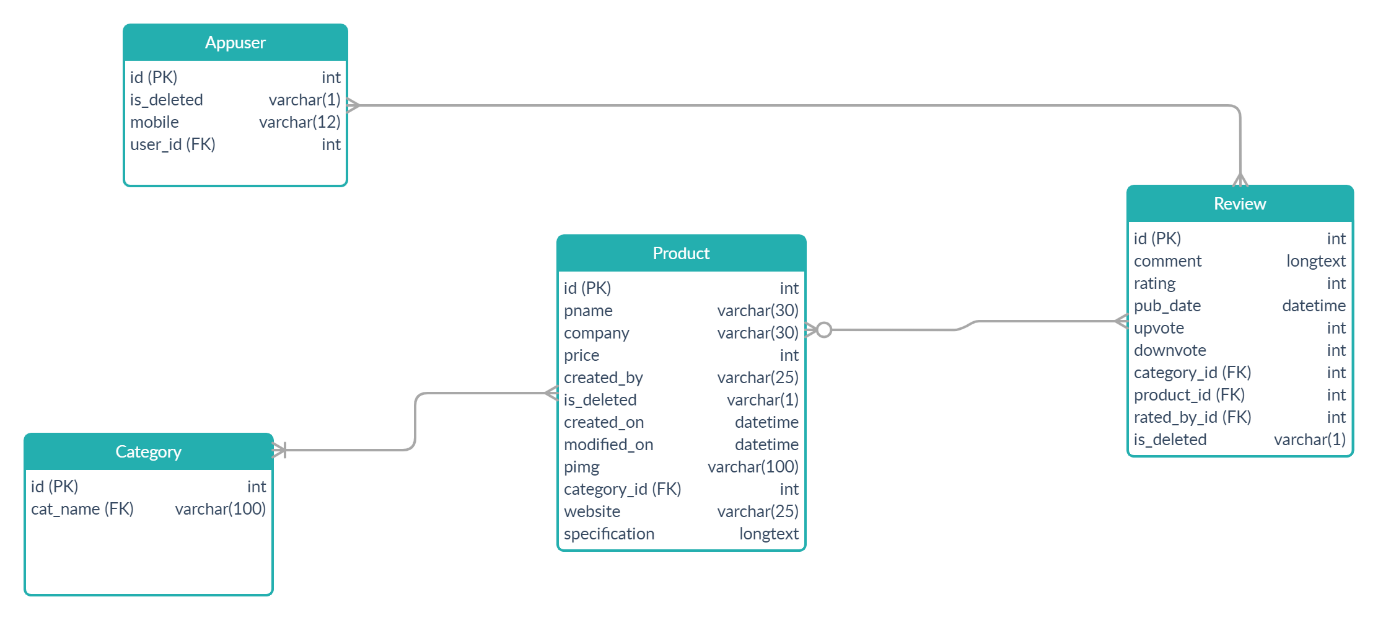 Appuser
id (PK) int
is_deleted varchar(1)
mobile varchar(12)
user_id (FK) int
Review
id (PK) int
comment longtext
rating int
pub_date datetime
upvote int
downvote int
category_id (FK) int
product_id (FK) int
rated_by_id (FK) int
is_deleted varchar(1)
Product
id (PK) int
pname varchar(30)
company varchar(30)
price int
created_by varchar(25)
is_deleted varchar(1)
created_on datetime
modified_on datetime
pimg varchar(100)
category_id (FK) int
website varchar(25)
specification longtext
Category
id (PK) int
cat_name (FK) varchar(100)